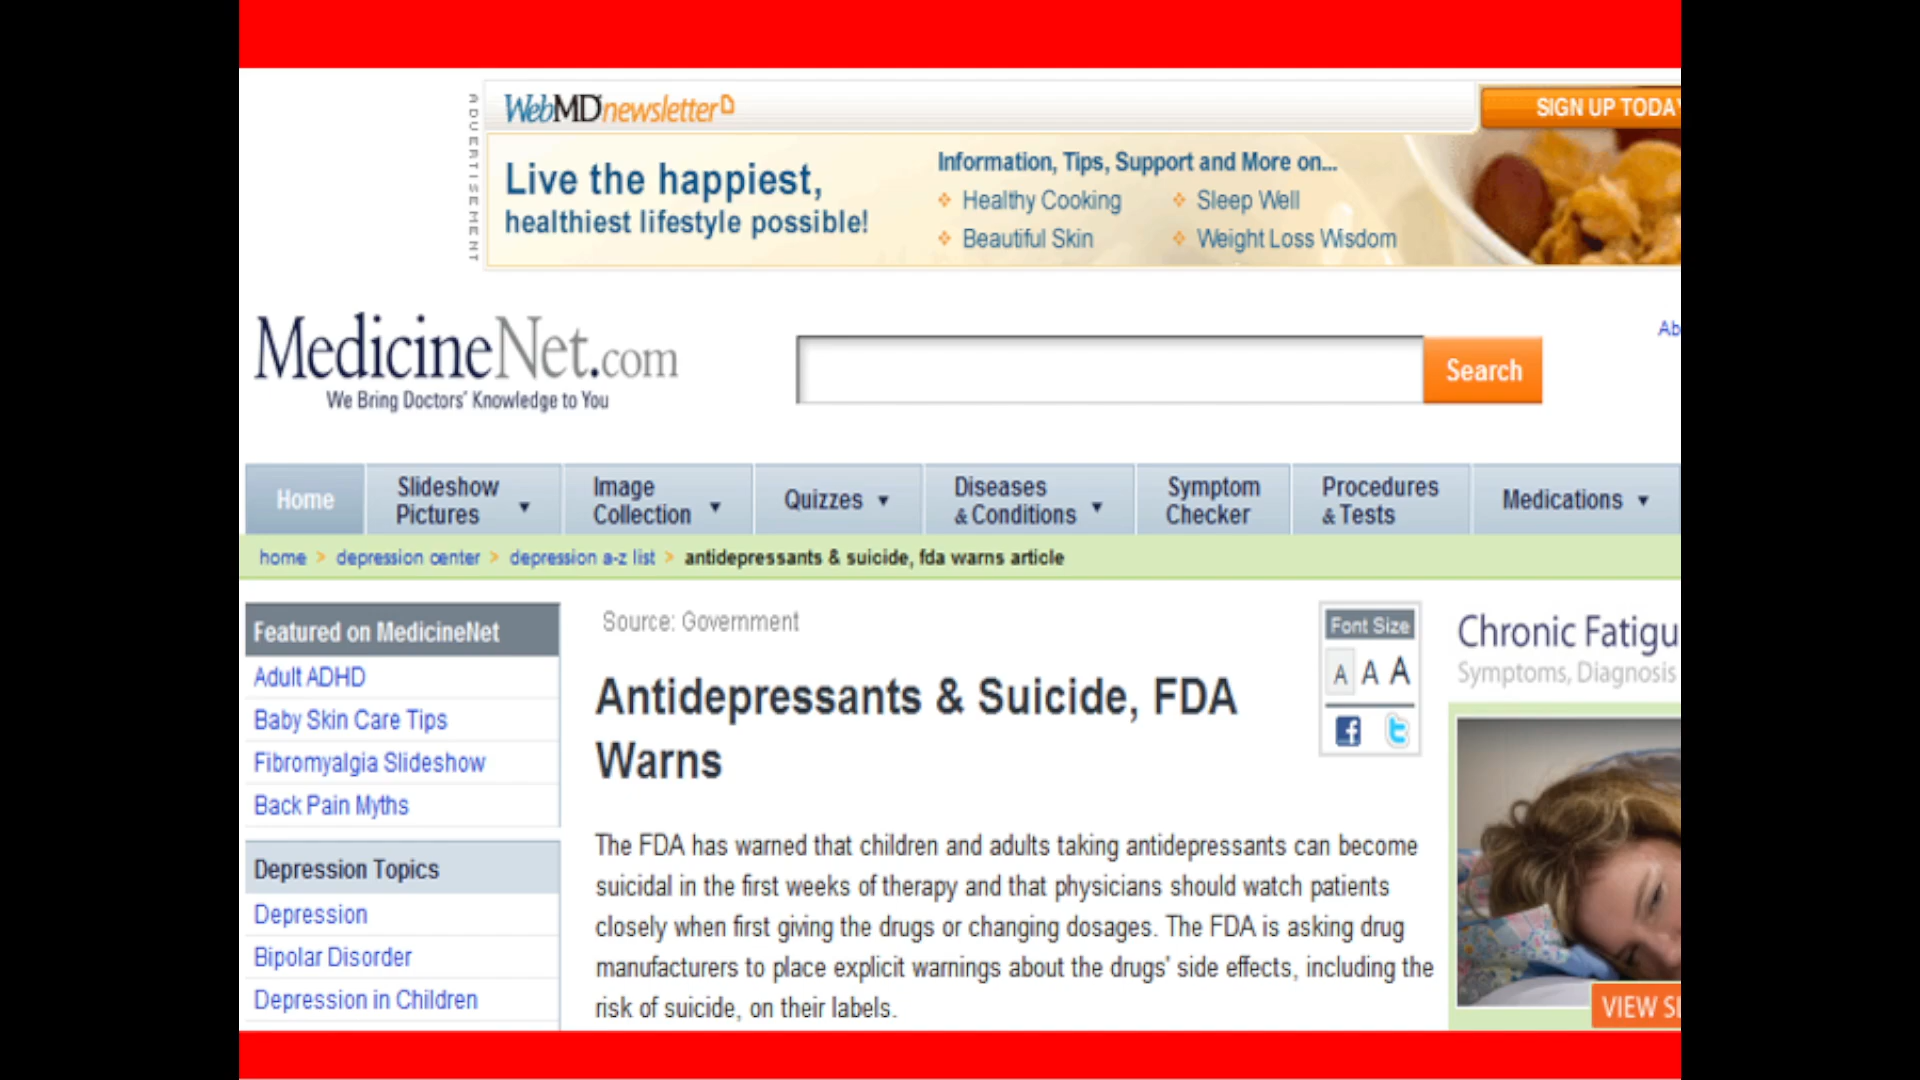 ADVERTISEMENT
WebMD newsletter
SIGN UP TODAY
Live the happiest,
healthiest lifestyle possible!
Information, Tips, Support and More on...
Healthy Cooking
Sleep Well
Beautiful Skin
Weight Loss Wisdom
MedicineNet.com
We Bring Doctors' Knowledge to You
Search
Ab
Home
Slideshow
Pictures
Image
Collection
Quizzes
Diseases
& Conditions
Symptom
Checker
Procedures
& Tests
Medications
home > depression center > depression a-z list > antidepressants & suicide, fda warns article
Featured on MedicineNet
Adult ADHD
Baby Skin Care Tips
Fibromyalgia Slideshow
Back Pain Myths
Depression Topics
Depression
Bipolar Disorder
Depression in Children
Source: Government
Antidepressants & Suicide, FDA
Warns
The FDA has warned that children and adults taking antidepressants can become
suicidal in the first weeks of therapy and that physicians should watch patients
closely when first giving the drugs or changing dosages. The FDA is asking drug
manufacturers to place explicit warnings about the drugs' side effects, including the
risk of suicide, on their labels.
Font Size
A A A
Chronic Fatigu
Symptoms, Diagnosis
VIEW SL